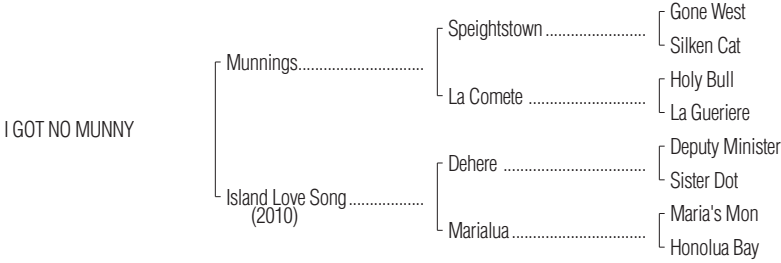 Gone West
Speightstown
Silken Cat
Munnings
Holy Bull
La Comete
La Gueriere
I GOT NO MUNNY
Deputy Minister
Dehere
Sister Dot
Island Love Song
(2010)
Maria's Mon
Marialua
Honolua Bay